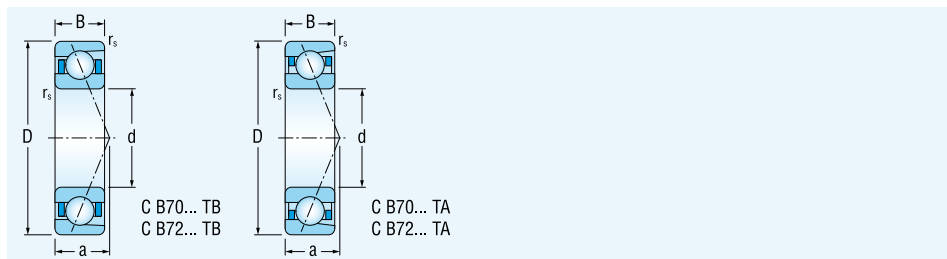 B
rs
rs
D
d
C B70... TB
C B72... TB
a
B
rs
rs
D
d
C B70... TA
C B72... TA
a